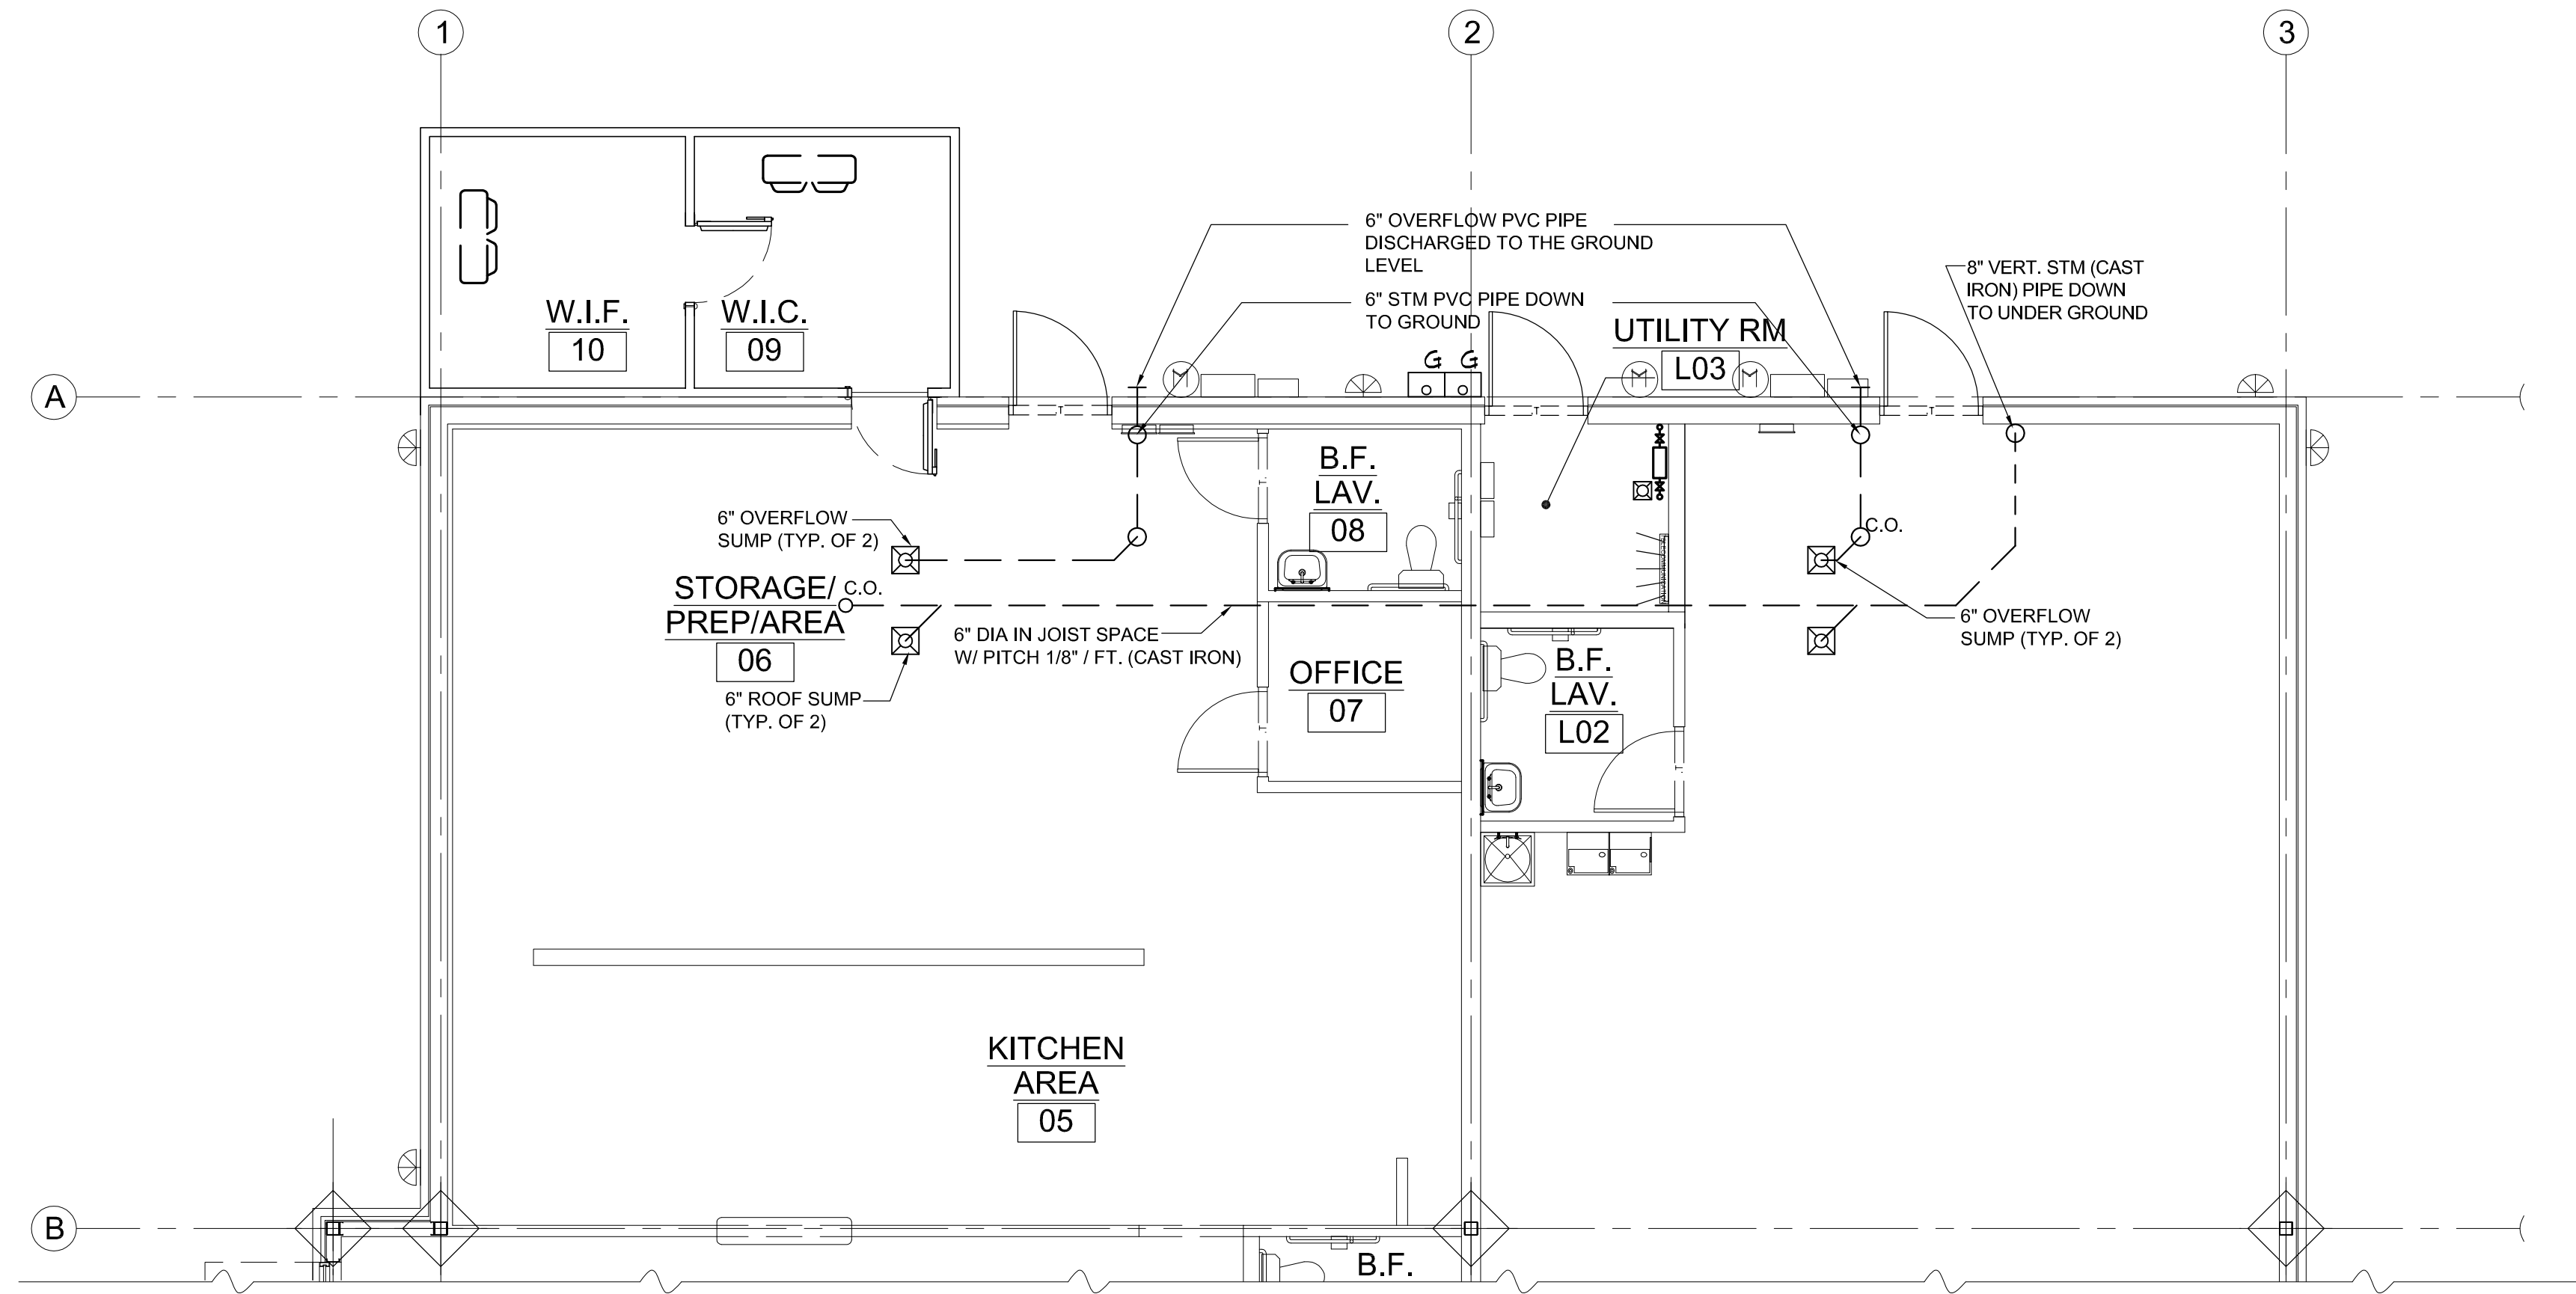 1
2
3
6" OVERFLOW PVC PIPE
DISCHARGED TO THE GROUND
LEVEL
8" VERT. STM (CAST
IRON) PIPE DOWN
TO UNDER GROUND
6" STM PVC PIPE DOWN
TO GROUND
W.I.F.
10
W.I.C.
09
UTILITY RM
L03
A
G G
M
M
M
T
T
T
B.F.
LAV.
08
T
6" OVERFLOW
SUMP (TYP. OF 2)
C.O.
STORAGE/
PREP/AREA
06
C.O.
6" DIA IN JOIST SPACE
W/ PITCH 1/8" / FT. (CAST IRON)
6" OVERFLOW
SUMP (TYP. OF 2)
6" ROOF SUMP
(TYP. OF 2)
OFFICE
07
T
B.F.
LAV.
L02
T
KITCHEN
AREA
05
B
B.F.